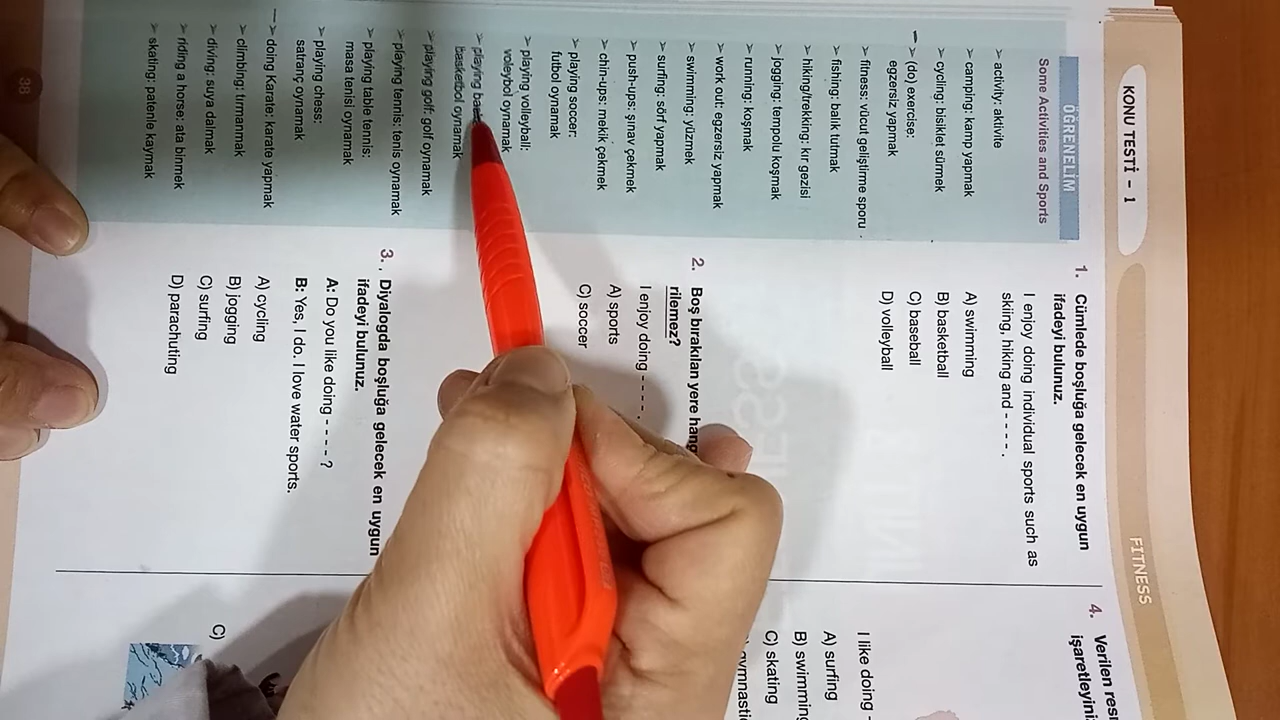 KONU TESTİ - 1
FITNESS
ÖĞRENELİM
Some Activities and Sports
➢ activity: aktivite
➢ camping: kamp yapmak
➢ cycling: bisiklet sürmek
➢ (do) exercise:
egzersiz yapmak
➢ fitness: vücut geliştirme sporu
➢ fishing: balık tutmak
➢ hiking/trekking: kır gezisi
➢ jogging: tempolu koşmak
➢ running: koşmak
➢ work out: egzersiz yapmak
➢ swimming: yüzmek
➢ surfing: sörf yapmak
➢ push-ups: şınav çekmek
➢ chin-ups: mekik çekmek
➢ playing soccer:
futbol oynamak
➢ playing volleyball:
voleybol oynamak
➢ playing
basketbol oynamak
➢ playing golf: golf oynamak
➢ playing tennis: tenis oynamak
➢ playing table tenis:
masa tenisi oynamak
➢ playing chess:
satranç oynamak
➢ doing Karate: karate yapmak
➢ climbing: tırmanmak
➢ diving: suya dalmak
➢ riding a horse: ata binmek
➢ skating: patenle kaymak
38
1. Cümlede boşluğa gelecek en uygun
ifadeyi bulunuz.
I enjoy doing individual sports such as
skiing, hiking and - - - - .
A) swimming
B) basketball
C) baseball
D) volleyball
2. Boş bırakılan yere
rilemez?
I enjoy doing - - - - .
A) sports
C) soccer
3. Diyalogda boşluğa gelecek en uygun
ifadeyi bulunuz.
A: Do you like doing - - - - ?
B: Yes, I do. I love water sports.
A) cycling
B) jogging
C) surfing
D) parachuting
4. Verilen
I like doing -
A) surfing
B) swimming
C) skating
C)